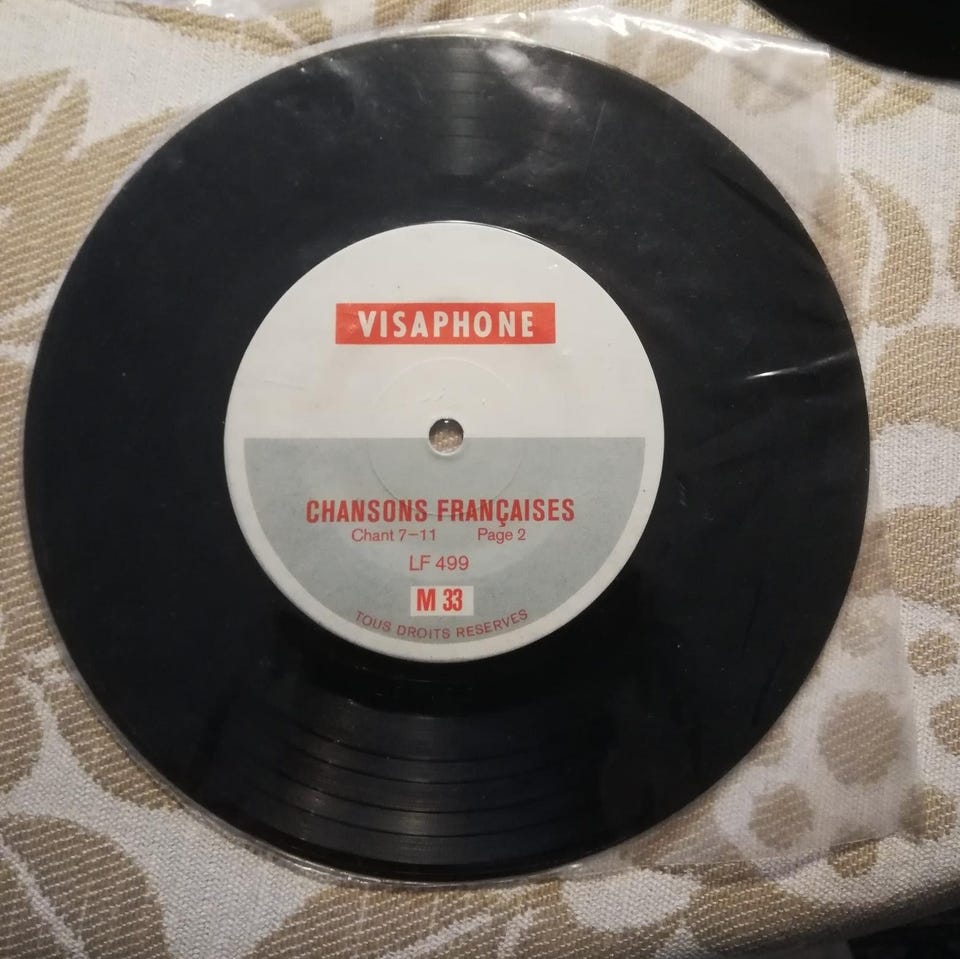 VISAPHONE
CHANSONS FRANÇAISES
Chant 7–11 Page 2
LF 499
M 33
TOUS DROITS RESERVES